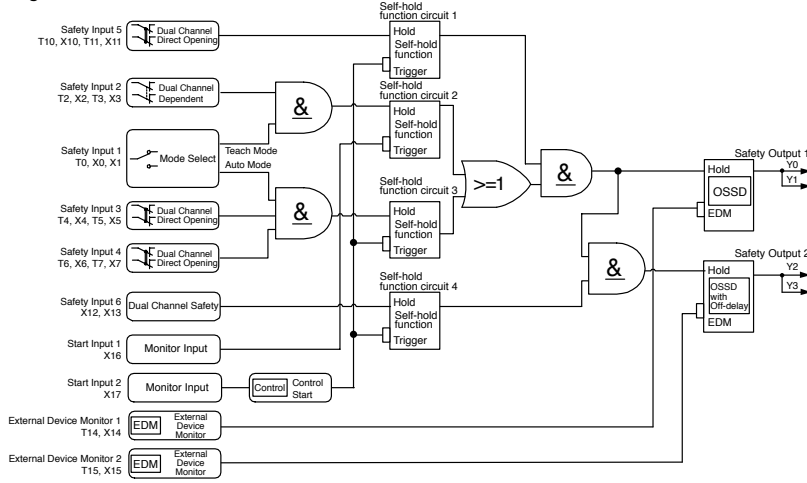 Self-hold
function circuit 1
Safety Input 5
T10, X10, T11, X11
Dual Channel
Direct Opening
Hold
Self-hold
function
Trigger
Safety Input 2
T2, X2, T3, X3
Dual Channel
Dependent
&
Self-hold
function circuit 2
Hold
Self-hold
function
Trigger
Safety Input 1
T0, X0, X1
Mode Select
Teach Mode
Auto Mode
>=1
&
Safety Output 1
Hold
OSSD
EDM
Y0
Y1
Safety Input 3
T4, X4, T5, X5
Dual Channel
Direct Opening
&
Self-hold
function circuit 3
Hold
Self-hold
function
Trigger
Safety Input 4
T6, X6, T7, X7
Dual Channel
Direct Opening
&
Safety Output 2
Hold
OSSD
with
Off-delay
EDM
Y2
Y3
Self-hold
function circuit 4
Safety Input 6
X12, X13
Dual Channel Safety
Hold
Self-hold
function
Trigger
Start Input 1
X16
Monitor Input
Start Input 2
X17
Monitor Input
Control
Control
Start
External Device Monitor 1
T14, X14
EDM
External
Device
Monitor
External Device Monitor 2
T15, X15
EDM
External
Device
Monitor